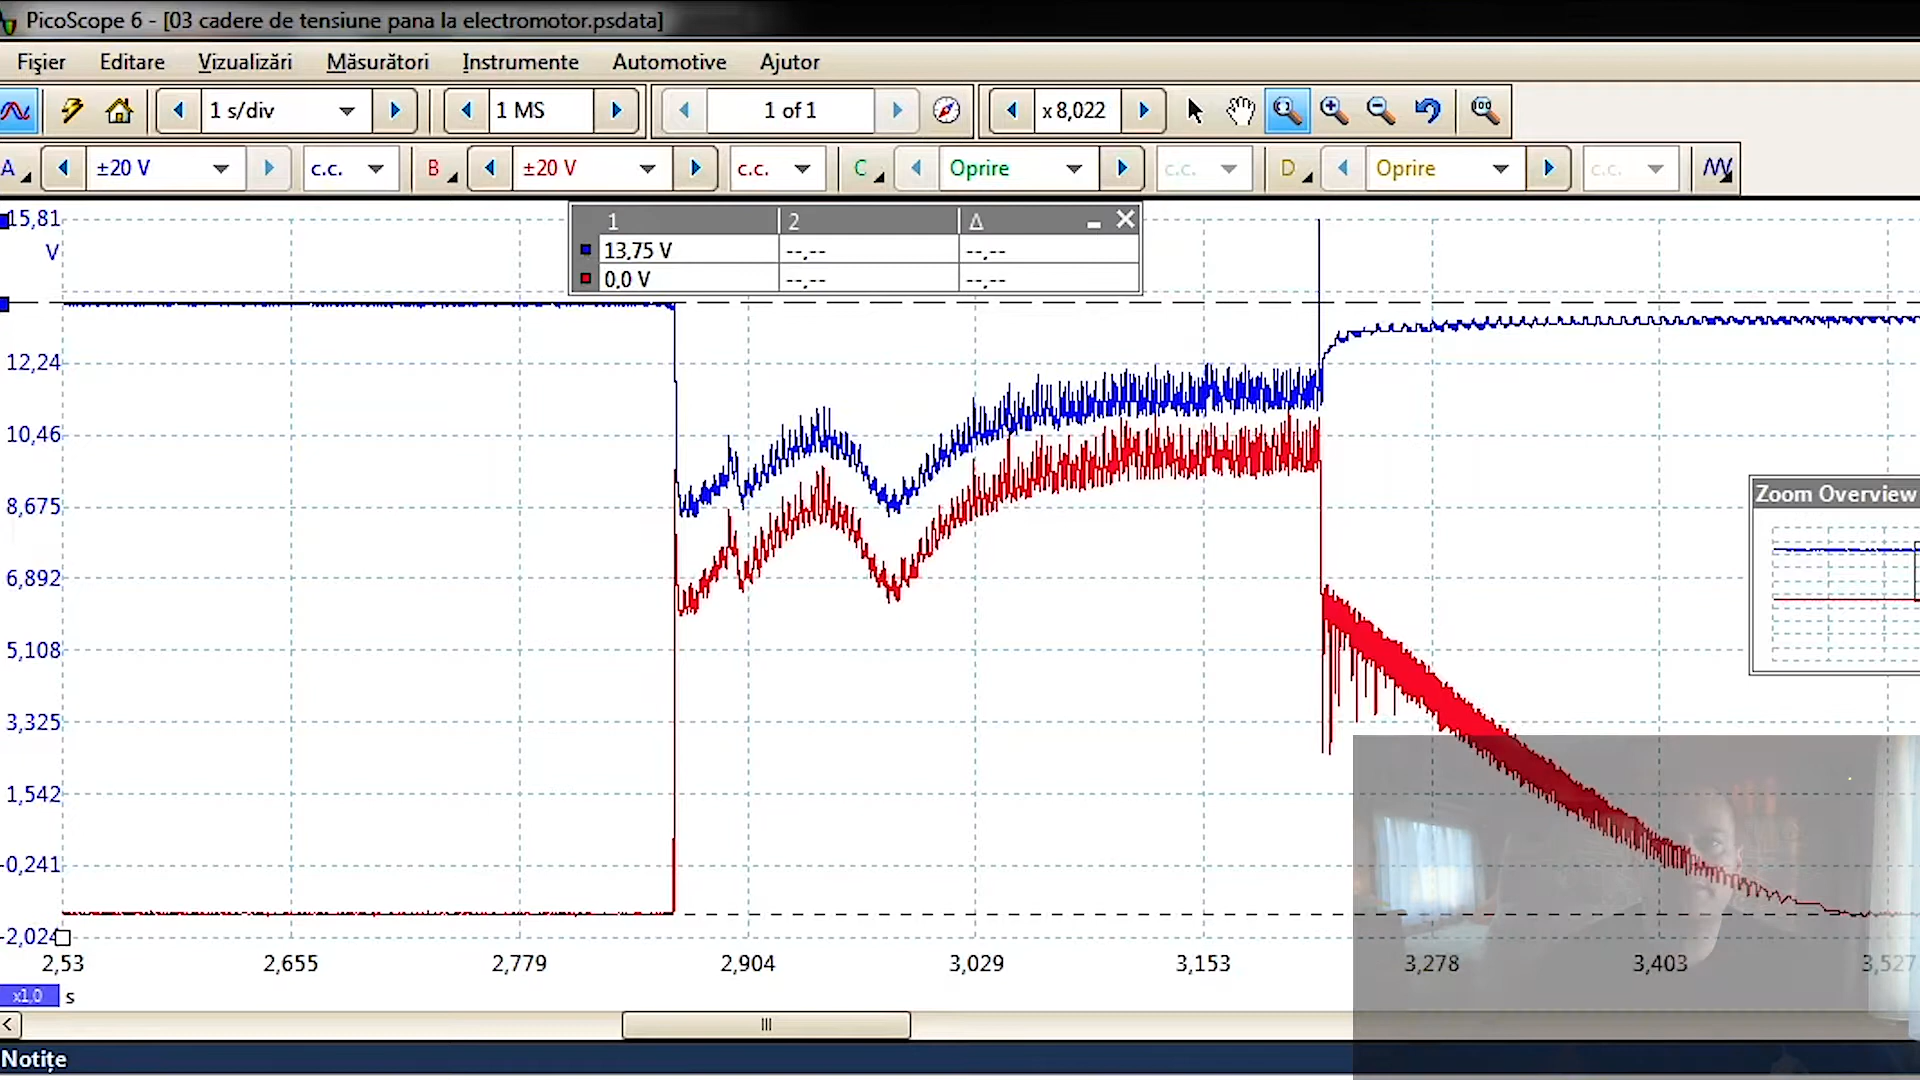 PicoScope 6 - [03 cadere de tensiune pana la electromotor.psdata]
Fișier Editare Vizualizări Măsurători Instrumente Automotive Ajutor
1 s/div 1 MS 1 of 1 x 8,022
A ±20 V c.c. B ±20 V c.c. C Oprire c.c. D Oprire c.c.
1 2 Δ
13,75 V --,-- --,--
0,0 V --,-- --,--
15,81
V
12,24
10,46
8,675
6,892
5,108
3,325
1,542
-0,241
-2,024
Zoom Overview
2,53 2,655 2,779 2,904 3,029 3,153 3,278 3,403 3,527
x1,0 s
Notițe